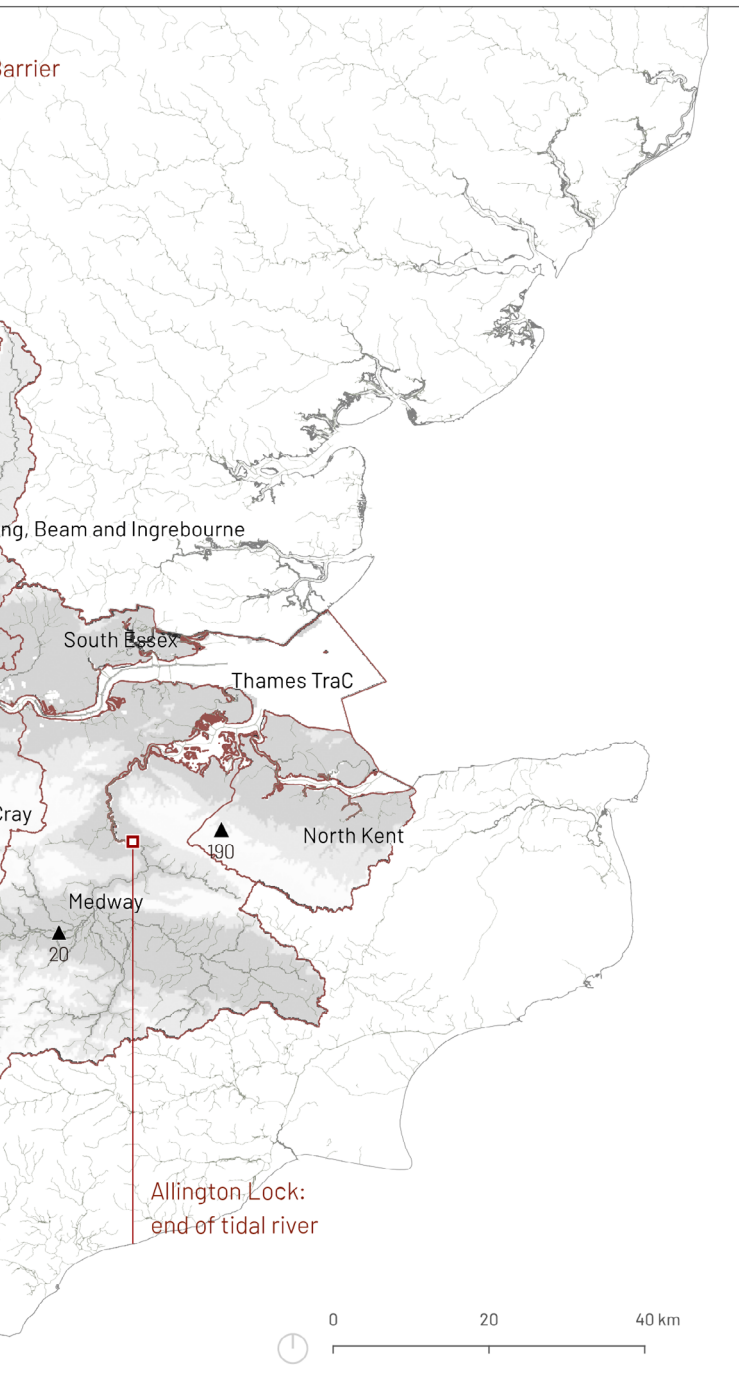 arrier
ng, Beam and Ingrebourne
South Essex
Thames TraC
Cray
North Kent
190
Medway
20
Allington Lock:
end of tidal river
0 20 40 km